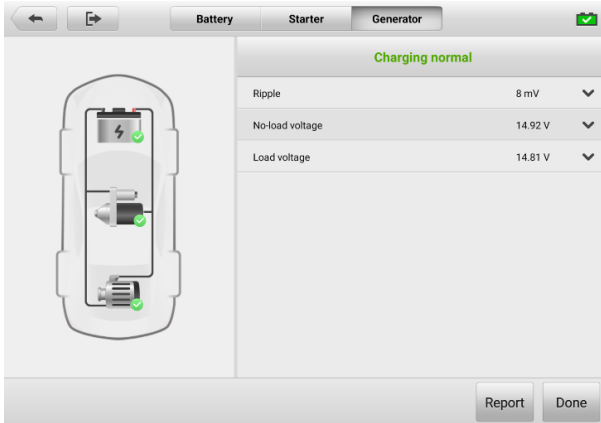 Battery Starter Generator
Charging normal
Ripple 8 mV
No-load voltage 14.92 V
Load voltage 14.81 V
Report Done